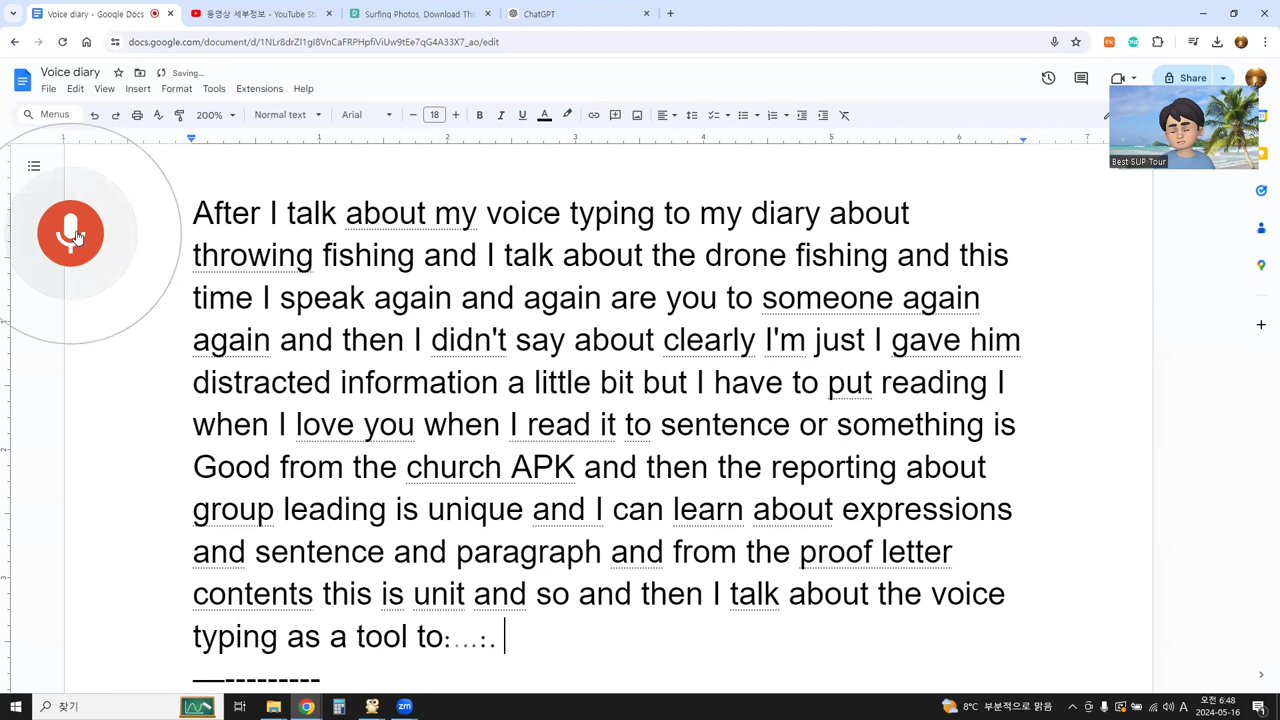 Voice diary - Google Docs
동영상 세부정보 - YouTube St
Surfing Photos, Download The
ChatGPT
docs.google.com/document/d/1NLr8drZI1gI8VnCaFRPHpfiViUw9tEe7qG4A33X7_ao/edit
Voice diary
Saving...
File Edit View Insert Format Tools Extensions Help
Share
Menus
200%
Normal text
Arial
18
B I U A
1 1 2 3 4 5 6 7
Best SUP Tour
After I talk about my voice typing to my diary about
throwing fishing and I talk about the drone fishing and this
time I speak again and again are you to someone again
again and then I didn't say about clearly I'm just I gave him
distracted information a little bit but I have to put reading I
when I love you when I read it to sentence or something is
Good from the church APK and then the reporting about
group leading is unique and I can learn about expressions
and sentence and paragraph and from the proof letter
contents this is unit and so and then I talk about the voice
typing as a tool to:...:.
—---------
찾기
8°C 부분적으로 맑음
A
오전 6:48
2024-05-16